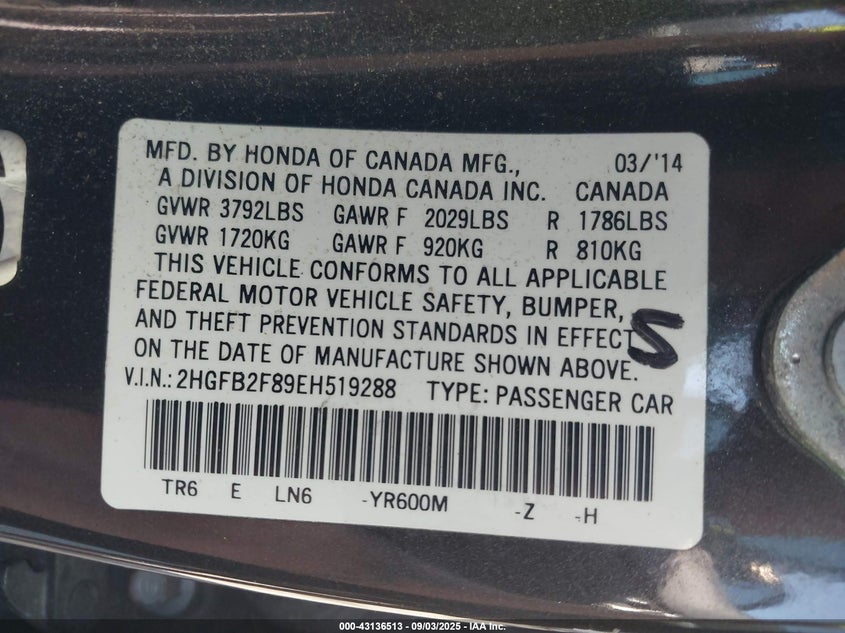 MFD. BY HONDA OF CANADA MFG., 03/'14
A DIVISION OF HONDA CANADA INC. CANADA
GVWR 3792LBS GAWR F 2029LBS R 1786LBS
GVWR 1720KG GAWR F 920KG R 810KG
THIS VEHICLE CONFORMS TO ALL APPLICABLE
FEDERAL MOTOR VEHICLE SAFETY, BUMPER,
AND THEFT PREVENTION STANDARDS IN EFFECT
S
ON THE DATE OF MANUFACTURE SHOWN ABOVE.
V.I.N.: 2HGFB2F89EH519288 TYPE: PASSENGER CAR
TR6 E LN6 -YR600M -Z -H
000-43136513 - 09/03/2025 - IAA Inc.